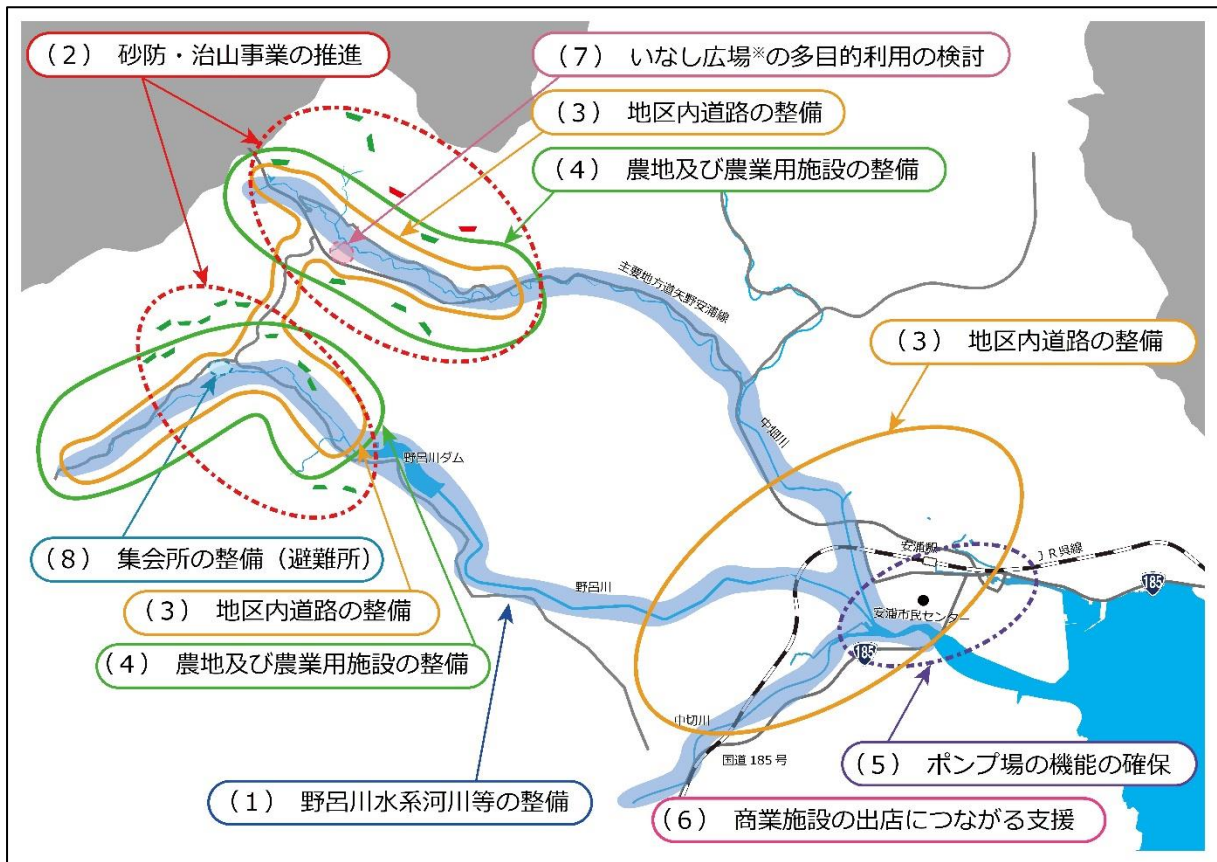 （２） 砂防・治山事業の推進
（７） いなし広場※の多目的利用の検討
（３） 地区内道路の整備
（４） 農地及び農業用施設の整備
主要地方道矢野安浦線
（３） 地区内道路の整備
中畑川
野呂川ダム
（８） 集会所の整備（避難所）
安浦駅
ＪＲ呉線
185
野呂川
（３） 地区内道路の整備
安浦市民センター
185
（４） 農地及び農業用施設の整備
中切川
国道 185 号
（５） ポンプ場の機能の確保
（１） 野呂川水系河川等の整備
（６） 商業施設の出店につながる支援